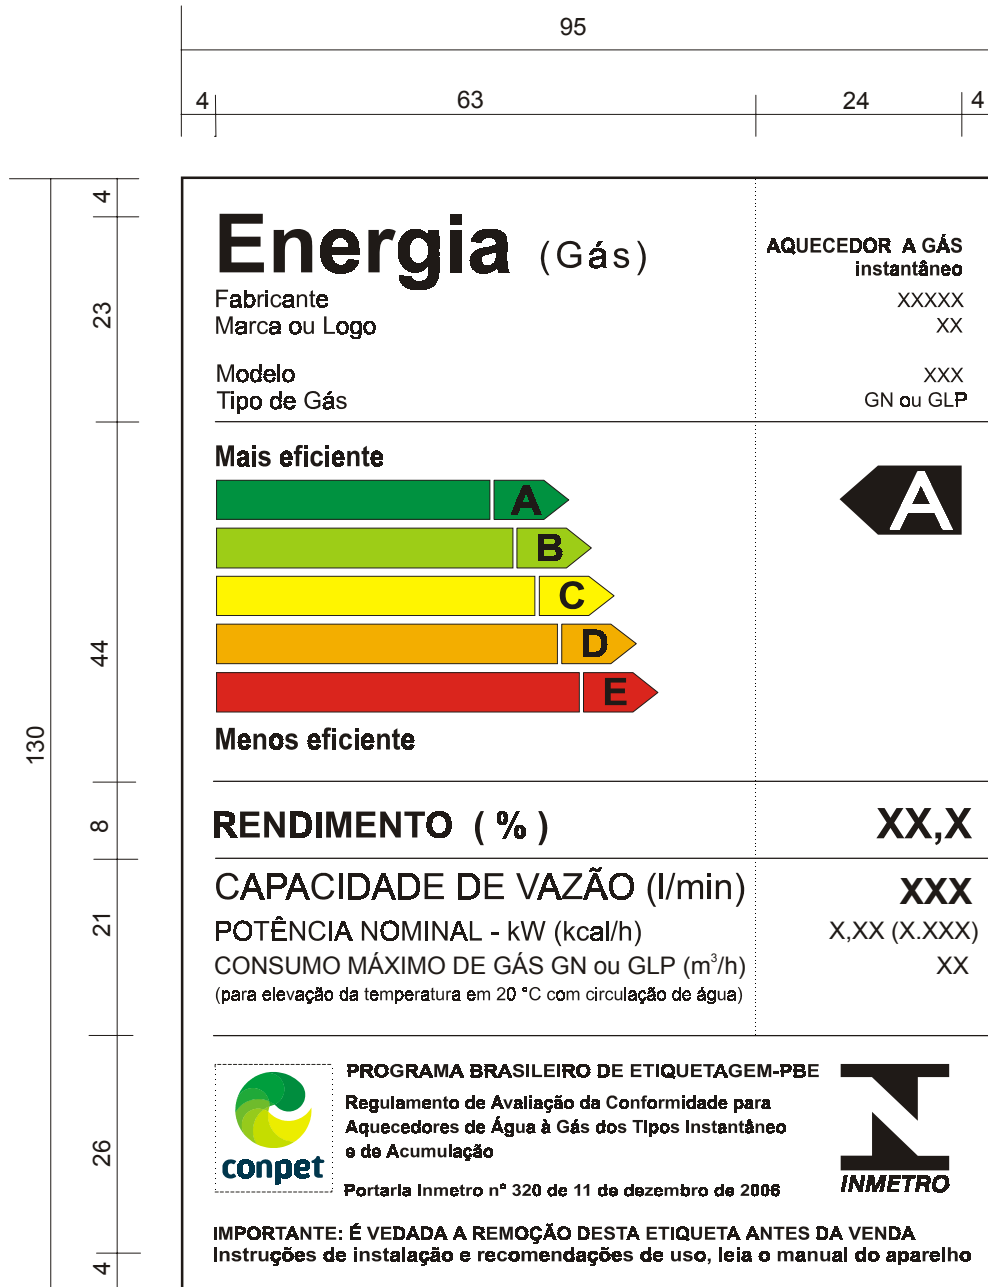 95
4 63 24 4
4
23
44
130
8
21
26
4
Energia (Gás)
AQUECEDOR A GÁS
instantâneo
Fabricante XXXXX
Marca ou Logo XX
Modelo XXX
Tipo de Gás GN ou GLP
Mais eficiente
A
A
B
C
D
E
Menos eficiente
RENDIMENTO ( % ) XX,X
CAPACIDADE DE VAZÃO (l/min) XXX
POTÊNCIA NOMINAL - kW (kcal/h) X,XX (X.XXX)
CONSUMO MÁXIMO DE GÁS GN ou GLP (m³/h) XX
(para elevação da temperatura em 20 °C com circulação de água)
PROGRAMA BRASILEIRO DE ETIQUETAGEM-PBE
Regulamento de Avaliação da Conformidade para
Aquecedores de Água à Gás dos Tipos Instantâneo
e de Acumulação
Portaria Inmetro n° 320 de 11 de dezembro de 2006
conpet
INMETRO
IMPORTANTE: É VEDADA A REMOÇÃO DESTA ETIQUETA ANTES DA VENDA
Instruções de instalação e recomendações de uso, leia o manual do aparelho